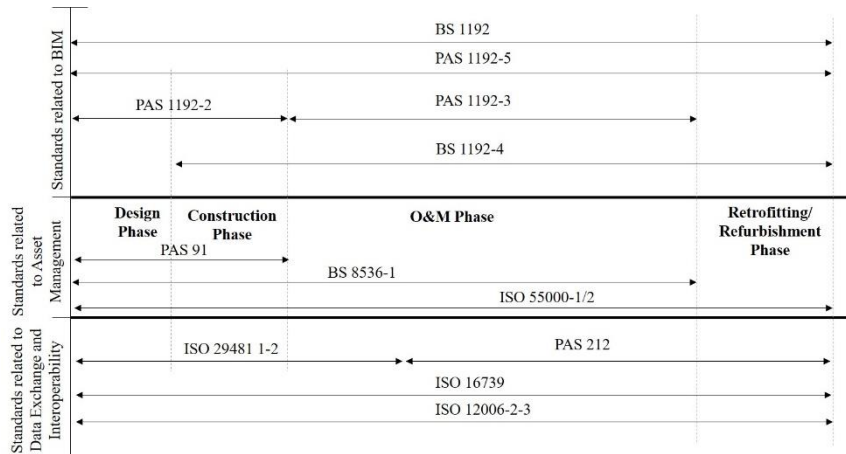 Standards related to BIM
BS 1192
PAS 1192-5
PAS 1192-2
PAS 1192-3
BS 1192-4
Standards related
to Asset
Management
Design
Phase
Construction
Phase
O&M Phase
Retrofitting/
Refurbishment
Phase
PAS 91
BS 8536-1
ISO 55000-1/2
Standards related to
Data Exchange and
Interoperability
ISO 29481 1-2
PAS 212
ISO 16739
ISO 12006-2-3